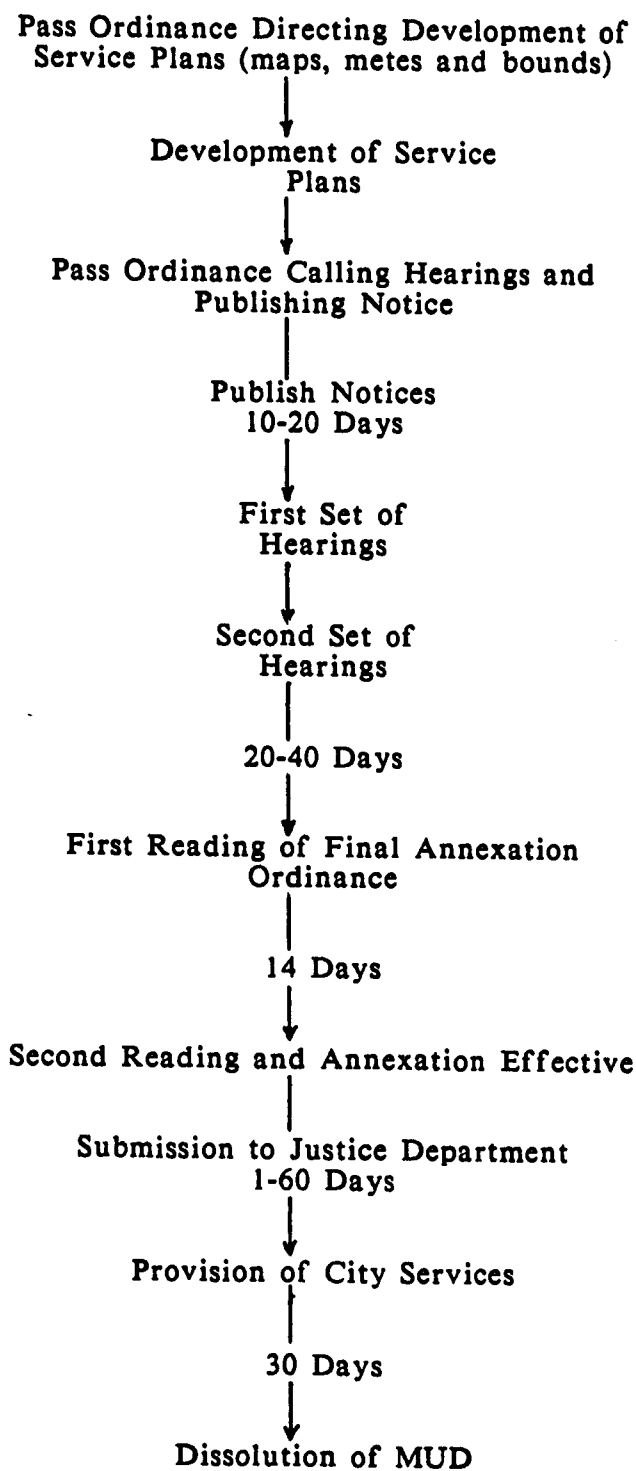 Pass Ordinance Directing Development of
Service Plans (maps, metes and bounds)
Development of Service
Plans
Pass Ordinance Calling Hearings and
Publishing Notice
Publish Notices
10-20 Days
First Set of
Hearings
Second Set of
Hearings
20-40 Days
First Reading of Final Annexation
Ordinance
14 Days
Second Reading and Annexation Effective
Submission to Justice Department
1-60 Days
Provision of City Services
30 Days
Dissolution of MUD